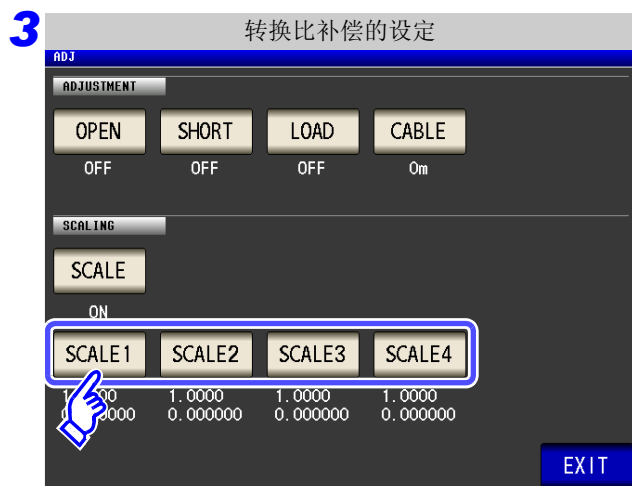 3
转换比补偿的设定
ADJ
ADJUSTMENT
OPEN SHORT LOAD CABLE
OFF OFF OFF 0m
SCALING
SCALE
ON
SCALE1 SCALE2 SCALE3 SCALE4
1.0000 1.0000 1.0000
0.000000 0.000000 0.000000
EXIT